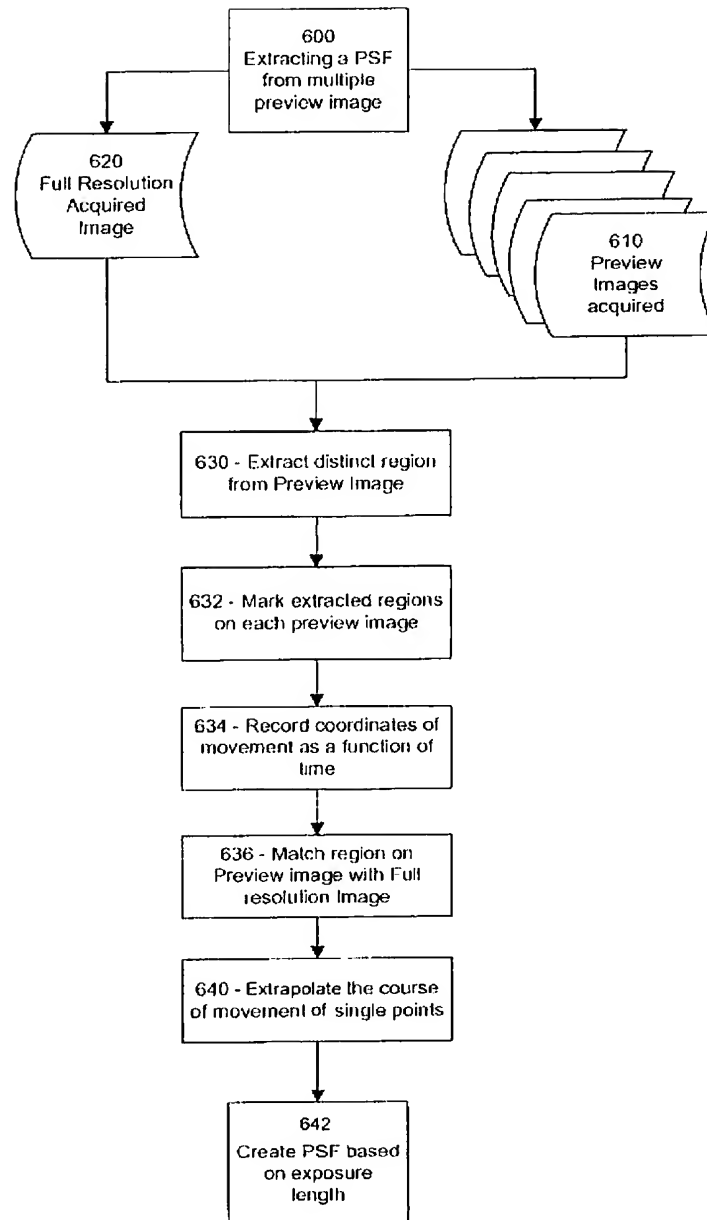 600
Extracting a PSF
from multiple
preview image
620
Full Resolution
Acquired
Image
610
Preview
Images
acquired
630 - Extract distinct region
from Preview Image
632 - Mark extracted regions
on each preview image
634 - Record coordinates of
movement as a function of
time
636 - Match region on
Preview image with Full
resolution Image
640 - Extrapolate the course
of movement of single points
642
Create PSF based
on exposure
length